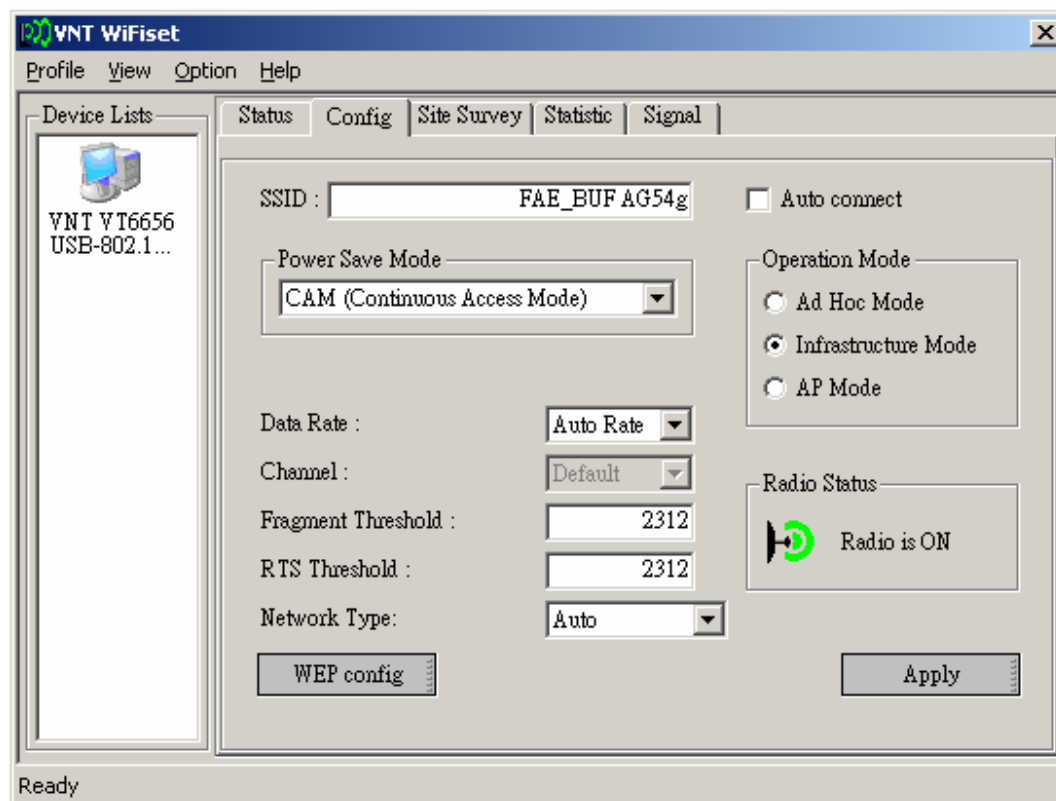 VNT WiFiset
Profile View Option Help
Device Lists
VNT VT6656
USB-802.1...
Status Config Site Survey Statistic Signal
SSID : FAE_BUF AG54g
Auto connect
Power Save Mode
CAM (Continuous Access Mode)
Operation Mode
Ad Hoc Mode
Infrastructure Mode
AP Mode
Data Rate : Auto Rate
Channel : Default
Fragment Threshold : 2312
RTS Threshold : 2312
Network Type: Auto
Radio Status
Radio is ON
WEP config
Apply
Ready